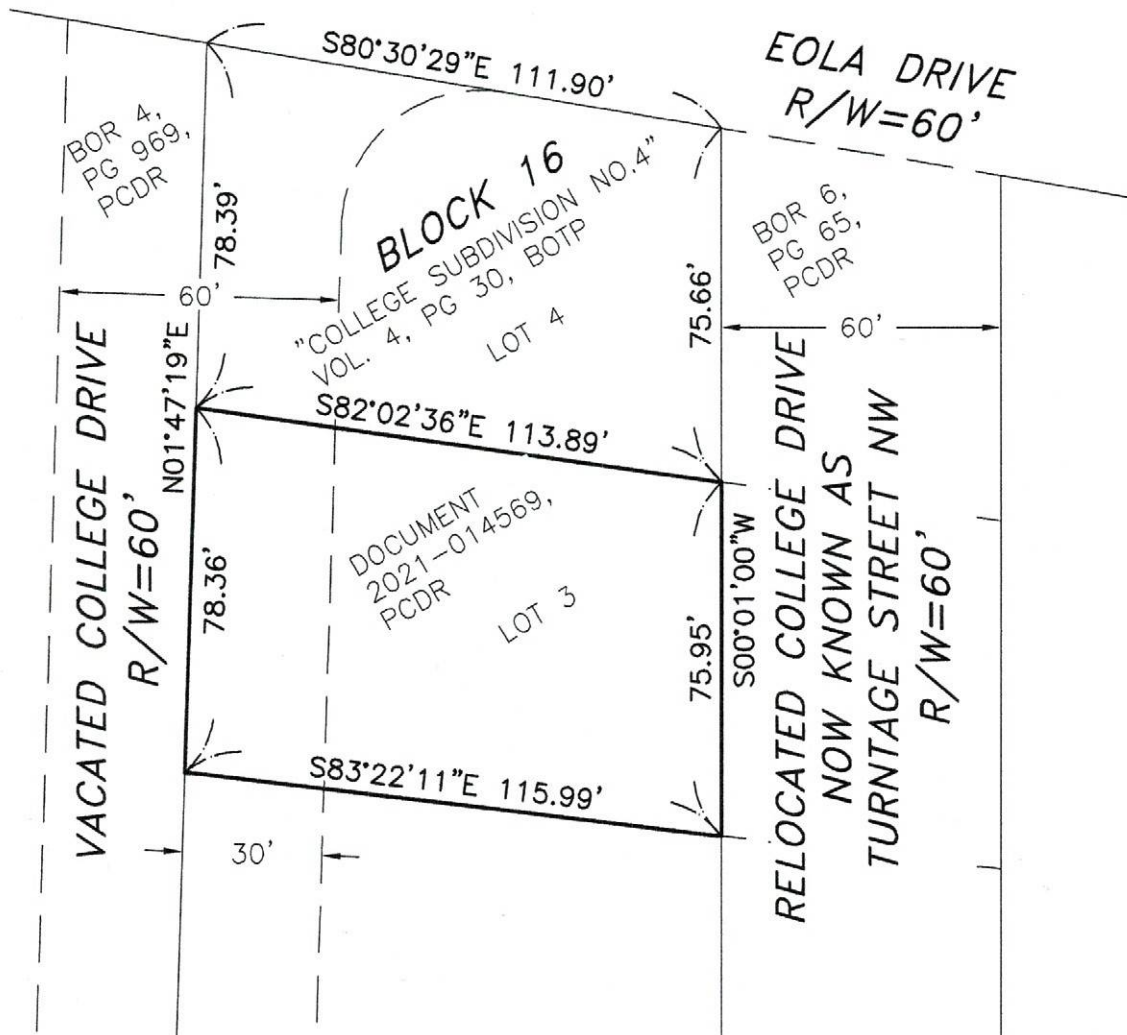 S80°30'29"E 111.90'
EOLA DRIVE
R/W=60'
BOR 4,
PG 969,
PCDR
78.39'
BLOCK 16
"COLLEGE SUBDIVISION NO.4"
VOL. 4, PG 30, BOTP
LOT 4
75.66'
BOR 6,
PG 65,
PCDR
60'
60'
N01°47'19"E
S82°02'36"E 113.89'
VACATED COLLEGE DRIVE
R/W=60'
78.36'
DOCUMENT
2021-014569,
PCDR
LOT 3
75.95'
S00°01'00"W
RELOCATED COLLEGE DRIVE
NOW KNOWN AS
TURNTAGE STREET NW
R/W=60'
S83°22'11"E 115.99'
30'